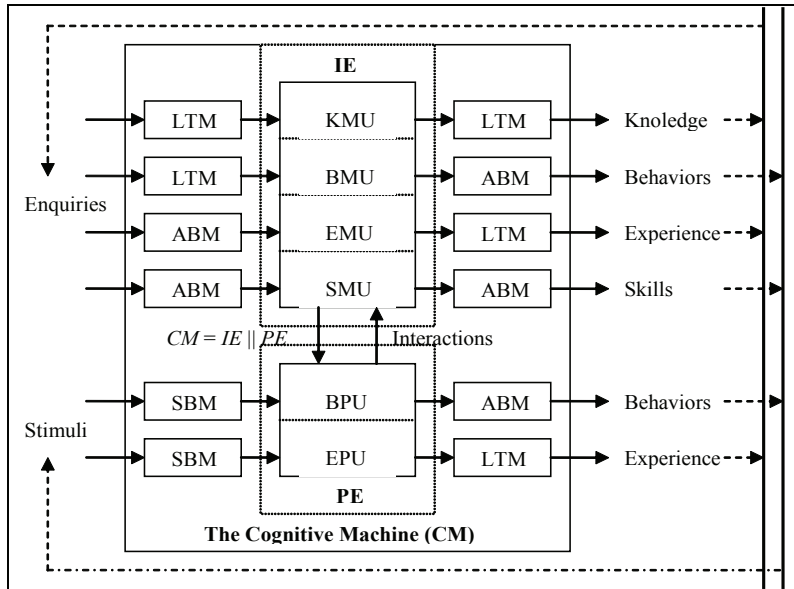 IE
LTM KMU LTM Knoledge
LTM BMU ABM Behaviors
Enquiries
ABM EMU LTM Experience
ABM SMU ABM Skills
CM = IE || PE Interactions
SBM BPU ABM Behaviors
Stimuli
SBM EPU LTM Experience
PE
The Cognitive Machine (CM)